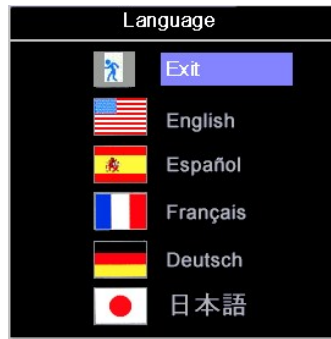 Language
Exit
English
Español
Français
Deutsch
日本語